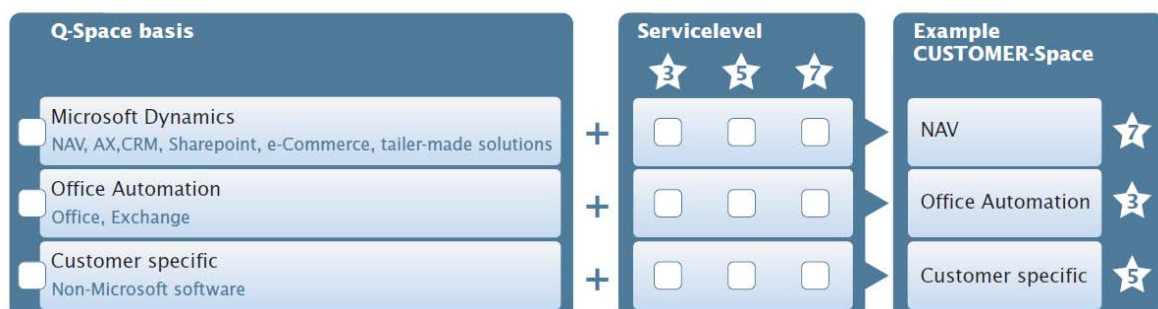 Q-Space basis
Servicelevel
Example
CUSTOMER-Space
3 5 7
Microsoft Dynamics
NAV, AX,CRM, Sharepoint, e-Commerce, tailer-made solutions
+
NAV
7
Office Automation
Office, Exchange
+
Office Automation
3
Customer specific
Non-Microsoft software
+
Customer specific
5